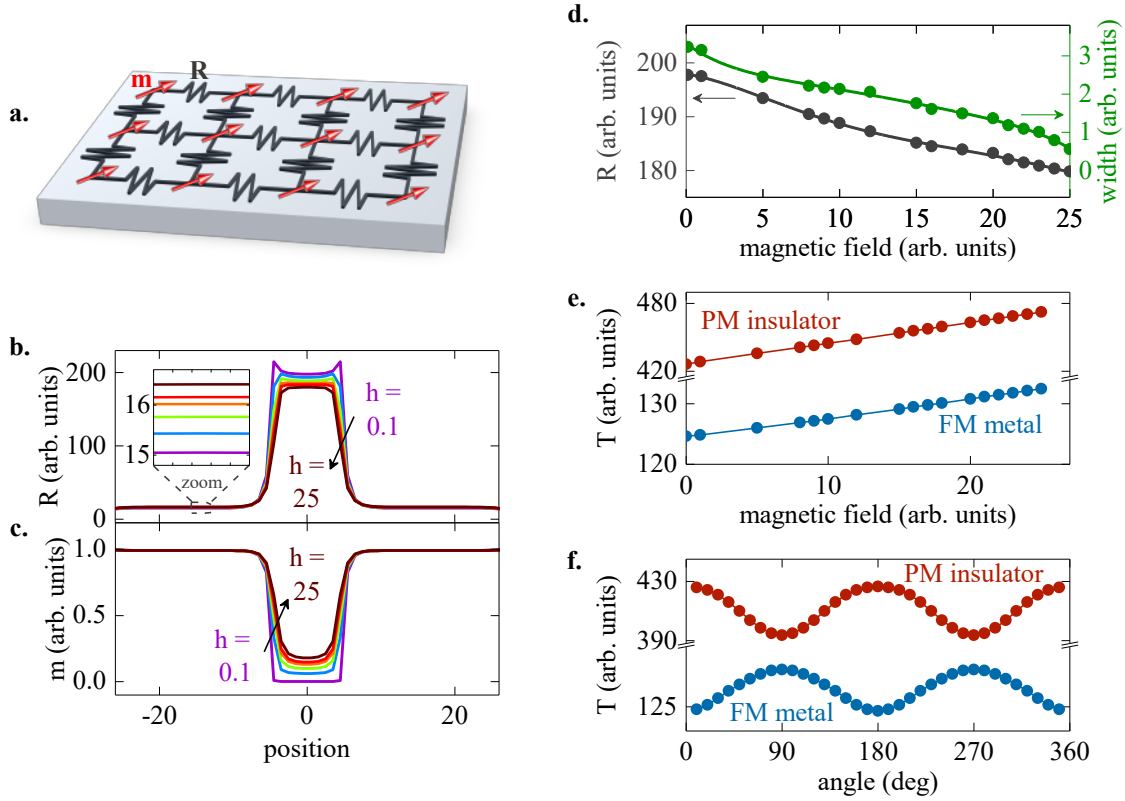 a.
m
R
b.
R (arb. units)
200
100
0
16
15
zoom
h =
0.1
h =
25
c.
m (arb. units)
1.0
0.5
0.0
h =
25
h =
0.1
-20
0
20
position
d.
R (arb. units)
200
190
180
width (arb. units)
3
2
1
0
0
5
10
15
20
25
magnetic field (arb. units)
e.
T (arb. units)
480
420
130
120
PM insulator
FM metal
0
10
20
magnetic field (arb. units)
f.
T (arb. units)
430
390
125
PM insulator
FM metal
0
90
180
270
360
angle (deg)